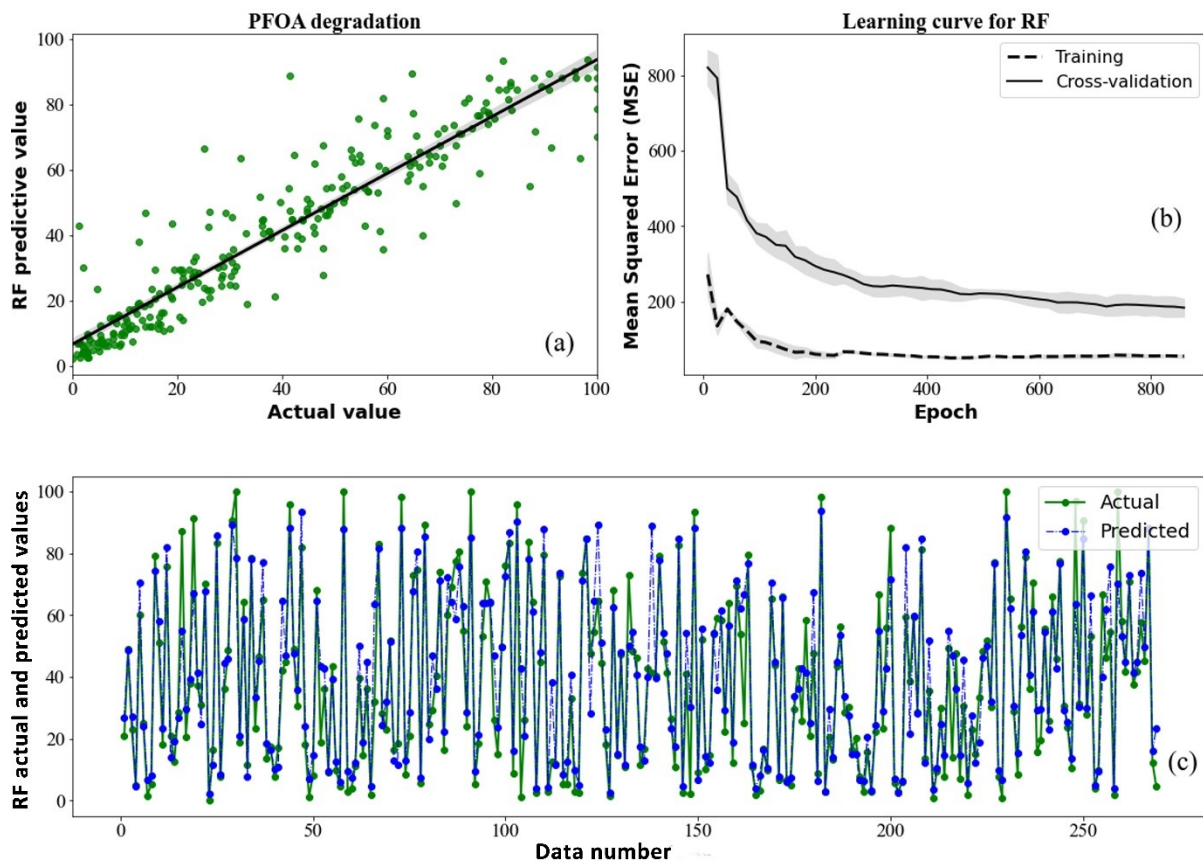 PFOA degradation
RF predictive value
100
80
60
40
20
0
0
20
40
60
80
100
Actual value
(a)
Learning curve for RF
Mean Squared Error (MSE)
800
600
400
200
0
200
400
600
800
Epoch
Training
Cross-validation
(b)
RF actual and predicted values
100
80
60
40
20
0
0
50
100
150
200
250
Data number
Actual
Predicted
(c)